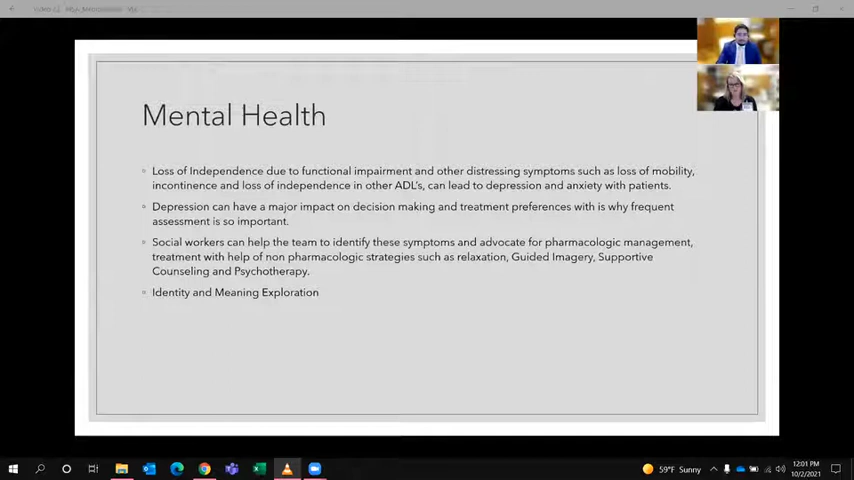 Mental Health
Loss of Independence due to functional impairment and other distressing symptoms such as loss of mobility,
incontinence and loss of independence in other ADL's, can lead to depression and anxiety with patients.
Depression can have a major impact on decision making and treatment preferences with is why frequent
assessment is so important.
Social workers can help the team to identify these symptoms and advocate for pharmacologic management,
treatment with help of non pharmacologic strategies such as relaxation, Guided Imagery, Supportive
Counseling and Psychotherapy.
Identity and Meaning Exploration
59°F Sunny
12:01 PM
10/2/2021